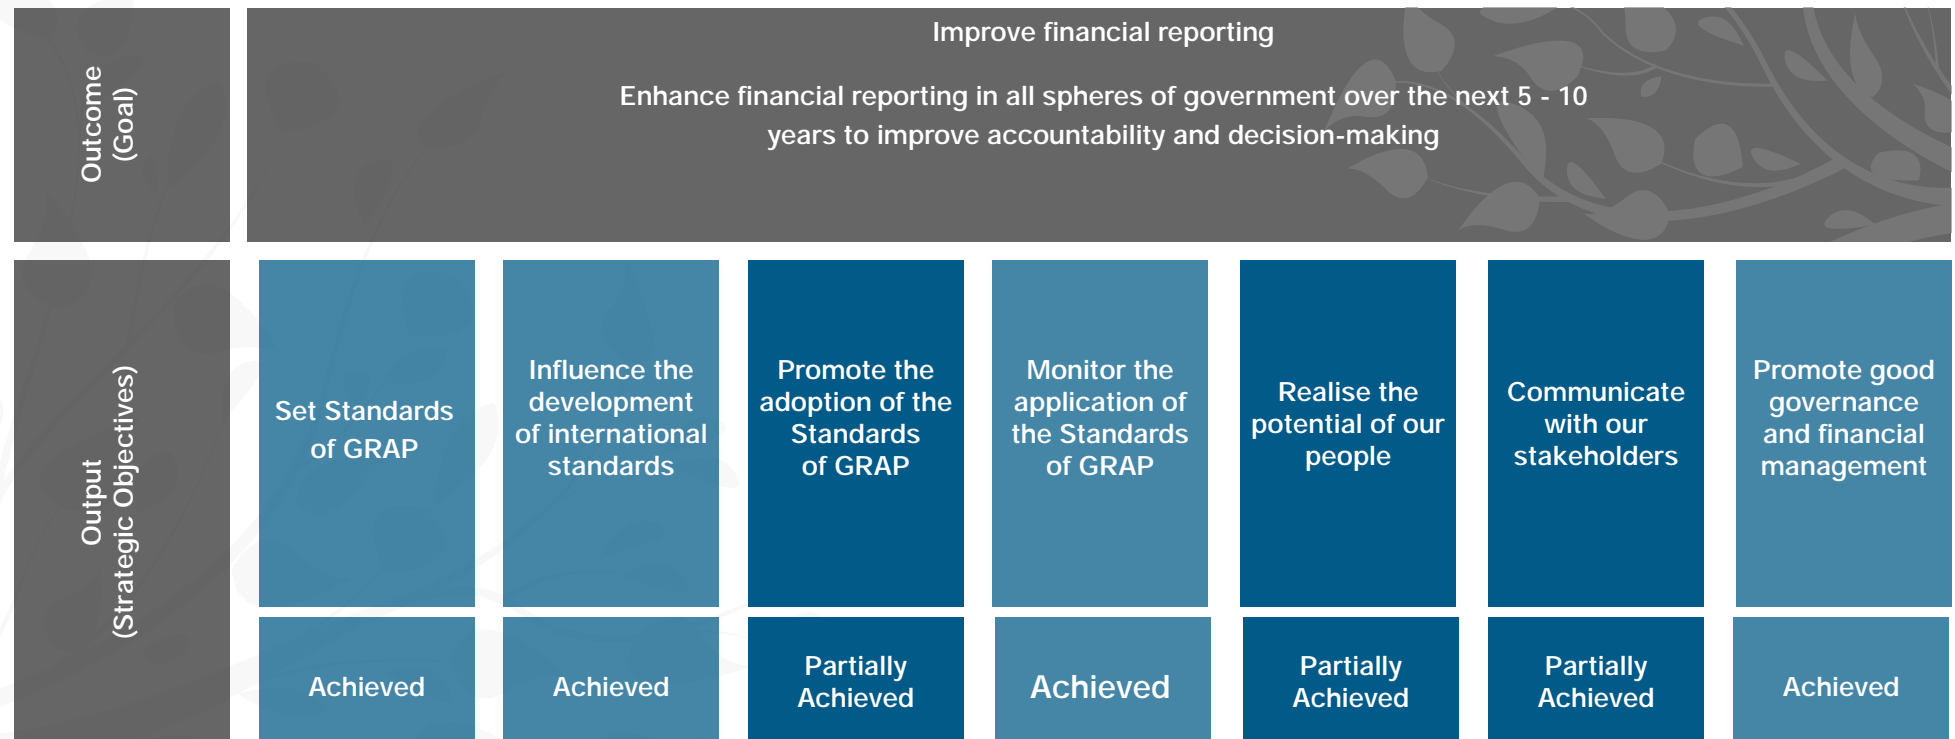 Outcome
(Goal)
Improve financial reporting
Enhance financial reporting in all spheres of government over the next 5 - 10
years to improve accountability and decision-making
Output
(Strategic Objectives)
Set Standards
of GRAP
Influence the
development
of international
standards
Promote the
adoption of the
Standards
of GRAP
Monitor the
application of
the Standards
of GRAP
Realise the
potential of our
people
Communicate
with our
stakeholders
Promote good
governance
and financial
management
Achieved
Achieved
Partially
Achieved
Achieved
Partially
Achieved
Partially
Achieved
Achieved